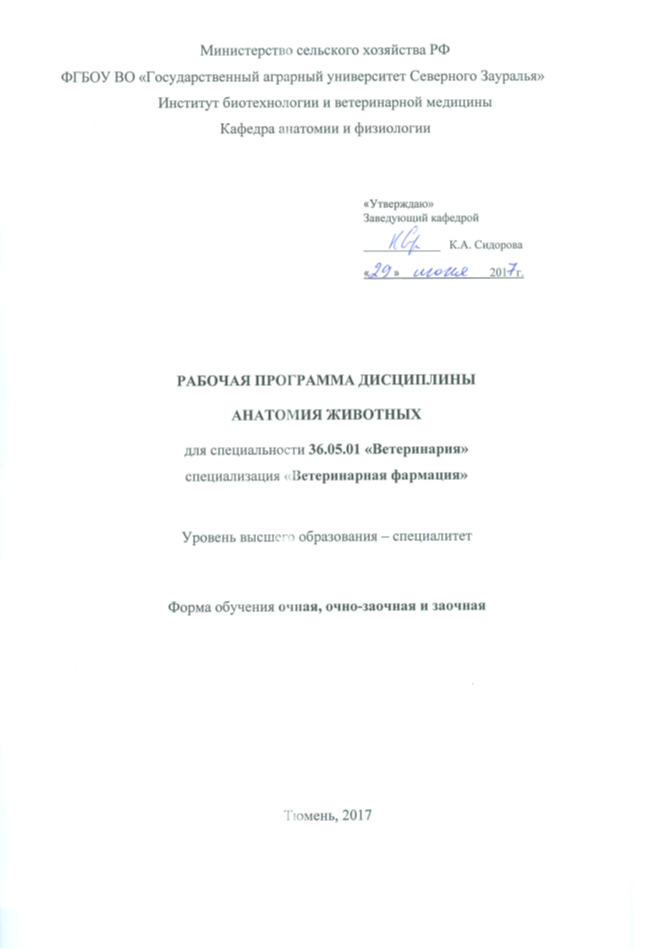 Министерство сельского хозяйства РФ
ФГБОУ ВО «Государственный аграрный университет Северного Зауралья»
Институт биотехнологии и ветеринарной медицины
Кафедра анатомии и физиологии
«Утверждаю»
Заведующий кафедрой
К.А. Сидорова
«29» июня 2017г.
РАБОЧАЯ ПРОГРАММА ДИСЦИПЛИНЫ
АНАТОМИЯ ЖИВОТНЫХ
для специальности 36.05.01 «Ветеринария»
специализация «Ветеринарная фармация»
Уровень высшего образования – специалитет
Форма обучения очная, очно-заочная и заочная
Тюмень, 2017